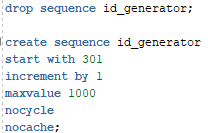 drop sequence id_generator;
create sequence id_generator
start with 301
increment by 1
maxvalue 1000
nocycle
nocache;